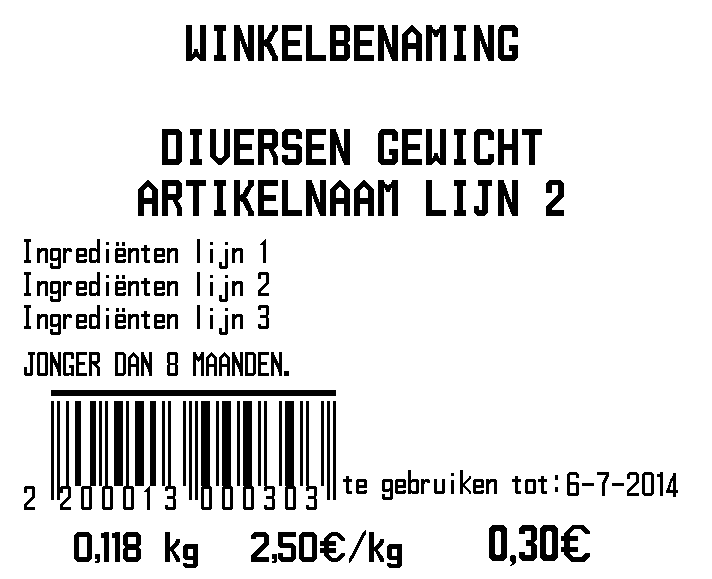 WINKELBENAMING
DIVERSEN GEWICHT
ARTIKELNAAM LIJN 2
Ingrediënten lijn 1
Ingrediënten lijn 2
Ingrediënten lijn 3
JONGER DAN 8 MAANDEN.
2 200013 000303 te gebruiken tot:6-7-2014
0,118 kg 2,50€/kg 0,30€